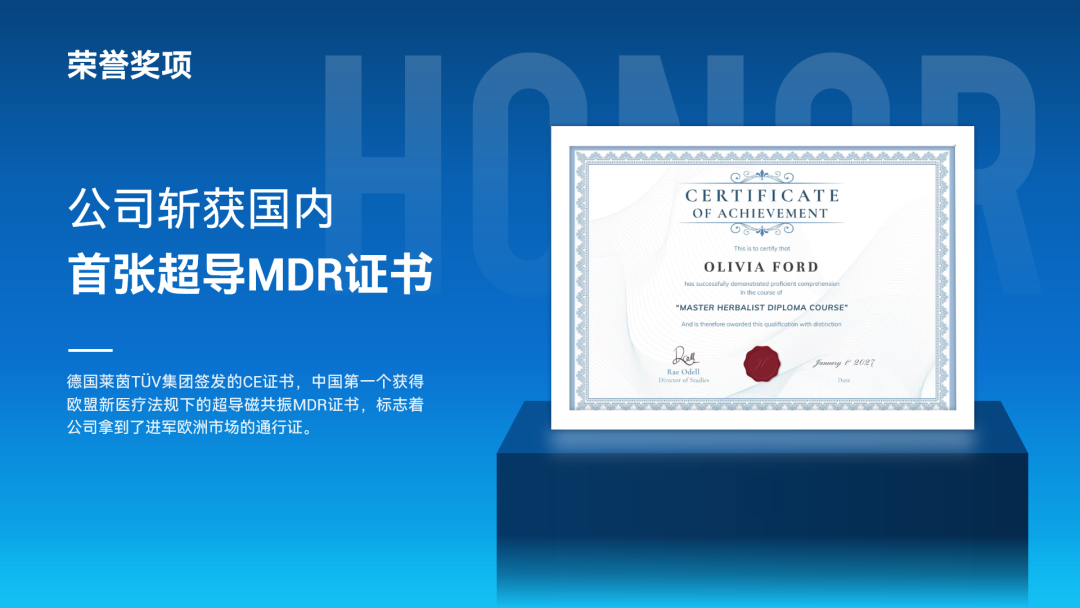 荣誉奖项
HONOR
公司斩获国内
首张超导MDR证书
德国莱茵TÜV集团签发的CE证书，中国第一个获得
欧盟新医疗法规下的超导磁共振MDR证书，标志着
公司拿到了进军欧洲市场的通行证。
CERTIFICATE
OF ACHIEVEMENT
This is to certify that
OLIVIA FORD
has successfully demonstrated proficient comprehension
in the course of
“MASTER HERBALIST DIPLOMA COURSE”
And is therefore awarded this qualification with distinction
Rae Odell
Director of Studies
January 1st 2027
Date